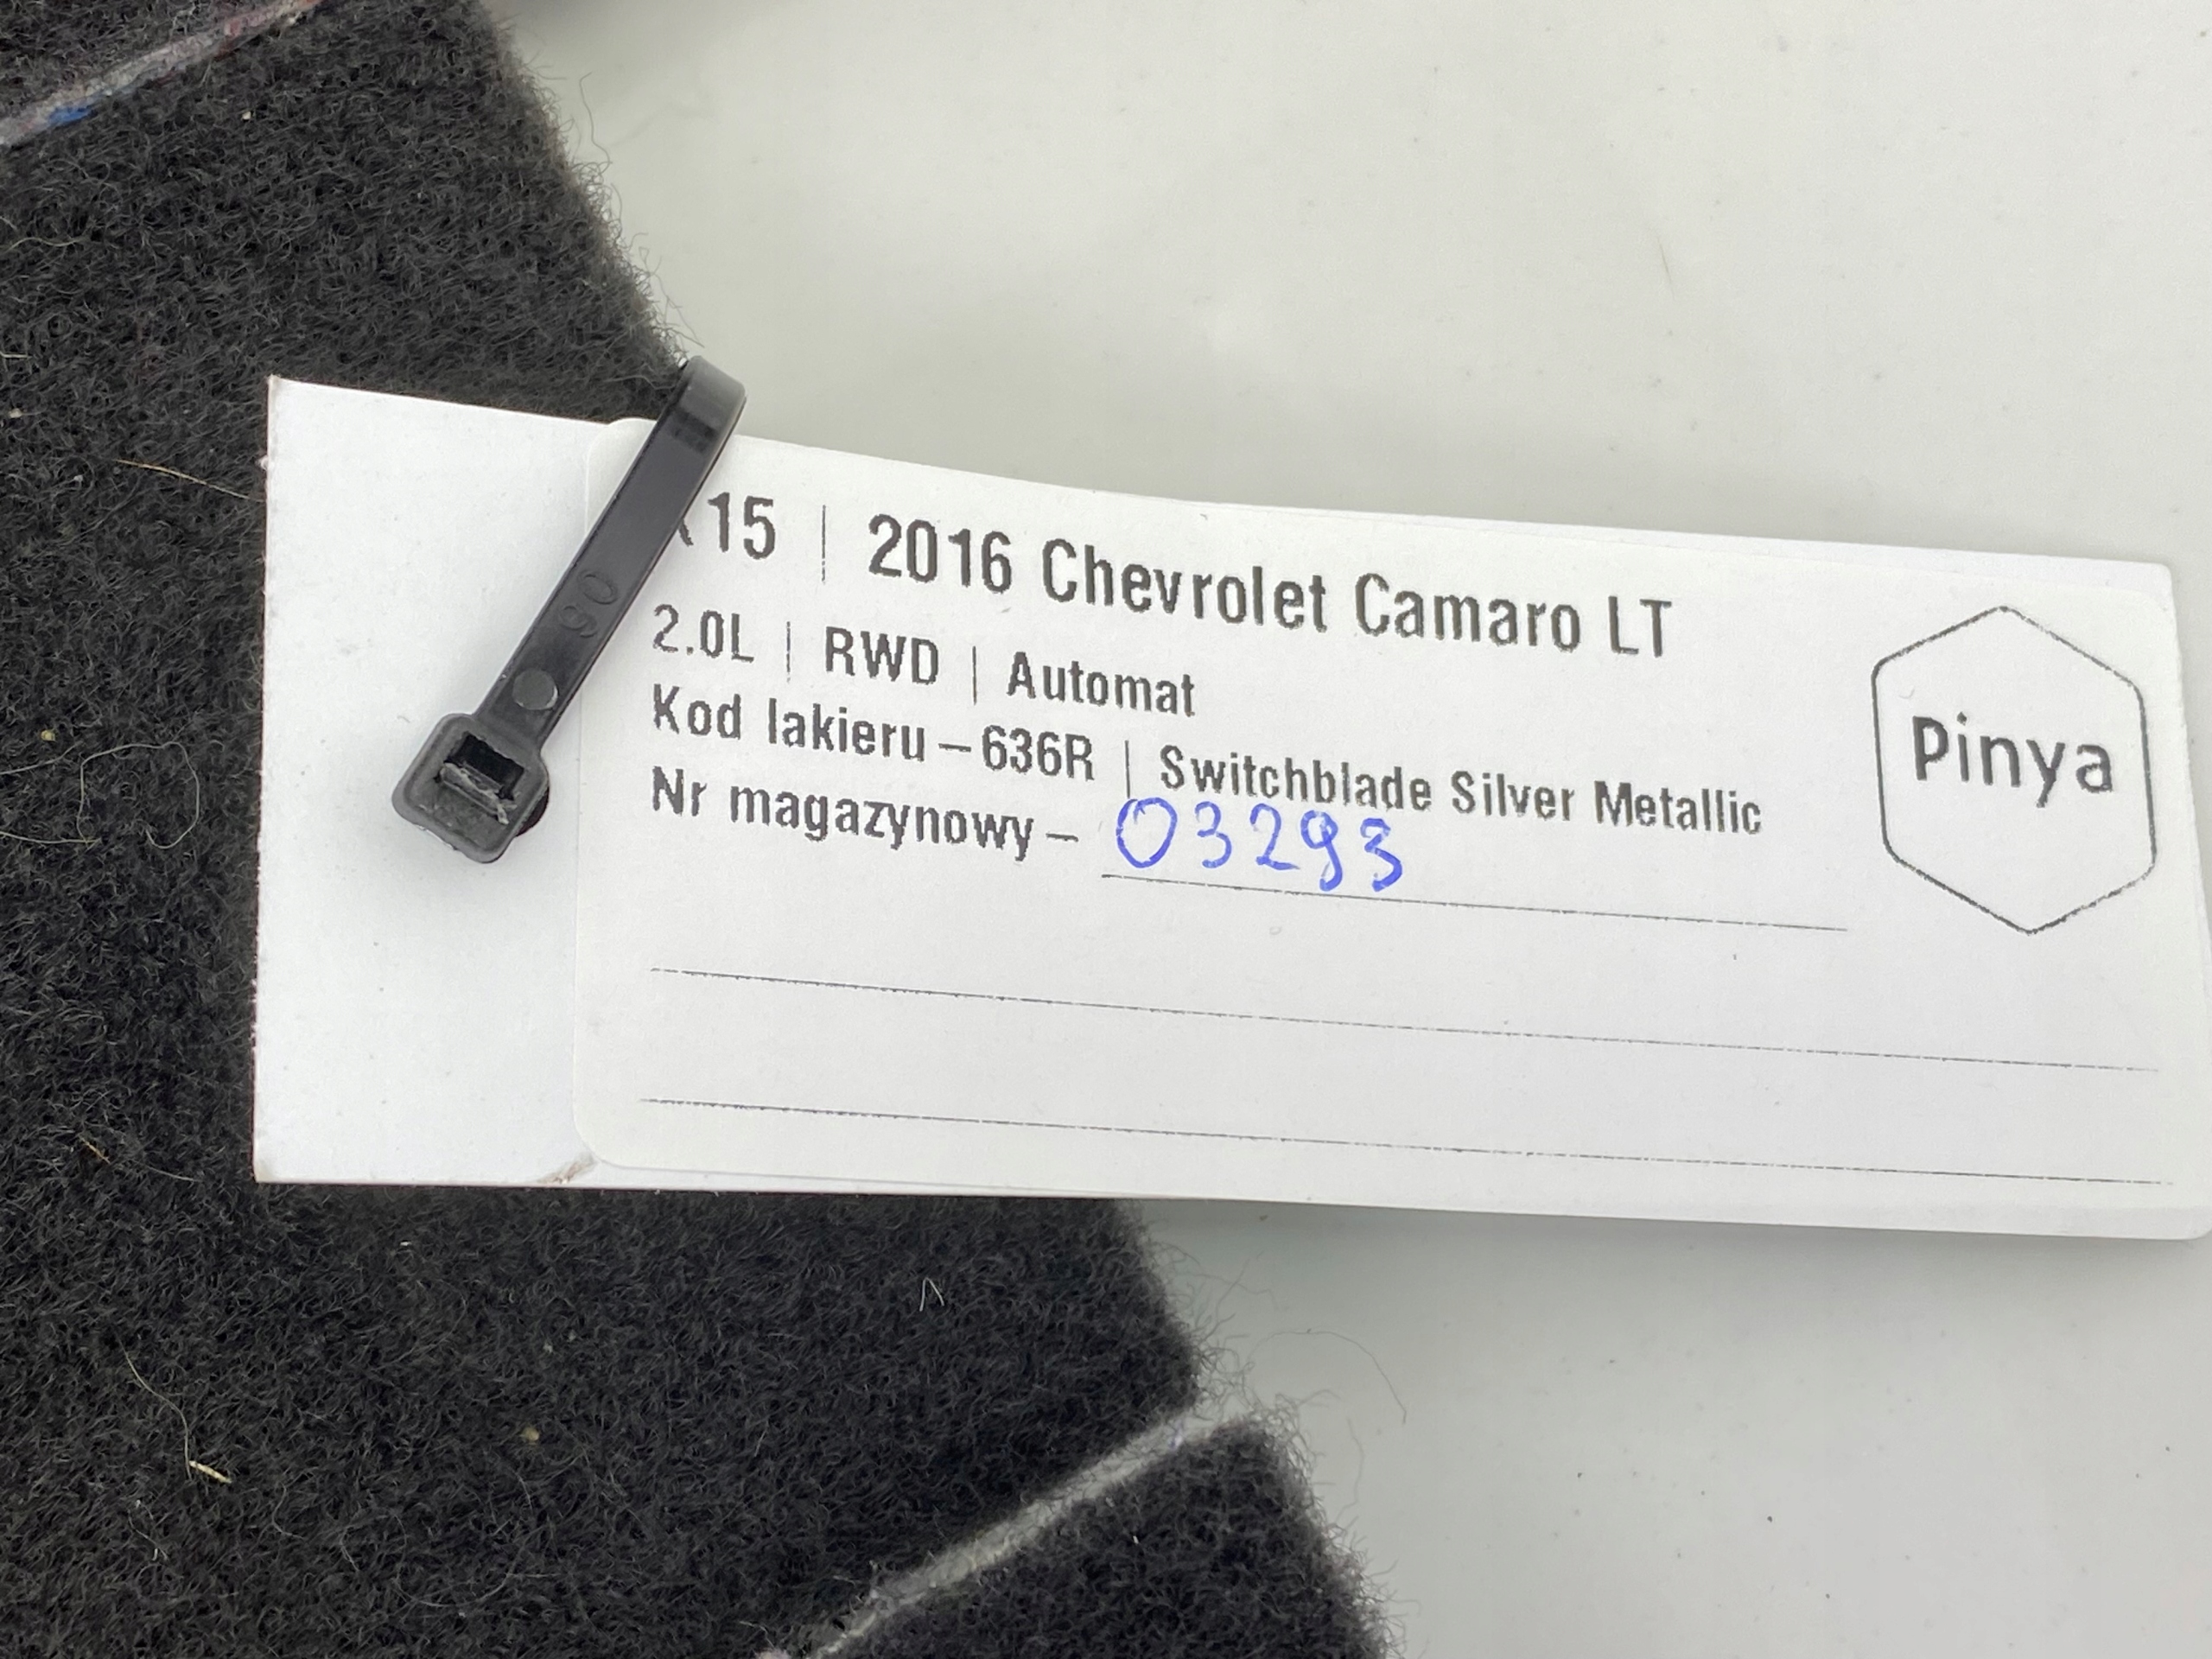 15 | 2016 Chevrolet Camaro LT
2.0L | RWD | Automat
Kod lakieru – 636R | Switchblade Silver Metallic
Nr magazynowy – 03293
Pinya